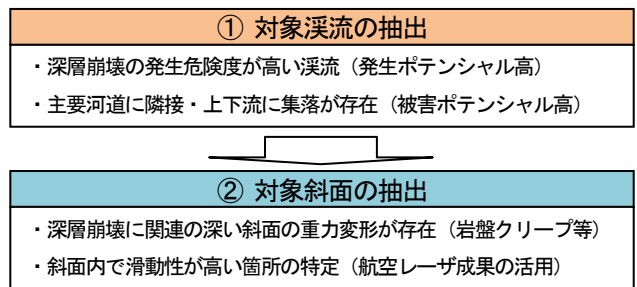 ① 対象渓流の抽出
・深層崩壊の発生危険度が高い渓流（発生ポテンシャル高）
・主要河道に隣接・上下流に集落が存在（被害ポテンシャル高）
② 対象斜面の抽出
・深層崩壊に関連の深い斜面の重力変形が存在（岩盤クリープ等）
・斜面内で滑動性が高い箇所の特定（航空レーザ成果の活用）